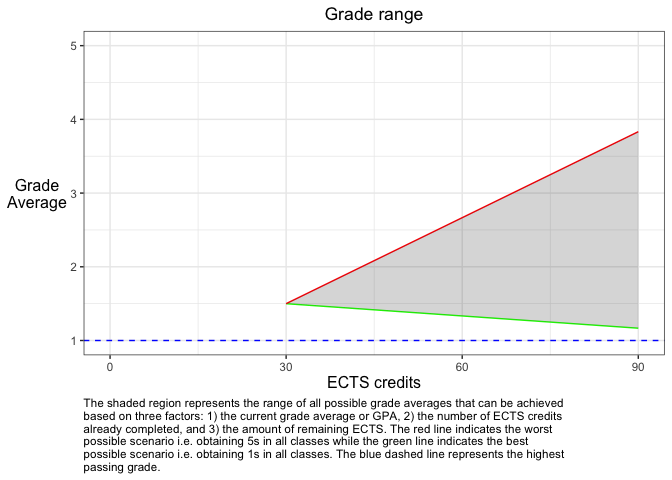 Grade range
5
4
3
2
1
Grade
Average
0
30
60
90
ECTS credits
The shaded region represents the range of all possible grade averages that can be achieved
based on three factors: 1) the current grade average or GPA, 2) the number of ECTS credits
already completed, and 3) the amount of remaining ECTS. The red line indicates the worst
possible scenario i.e. obtaining 5s in all classes while the green line indicates the best
possible scenario i.e. obtaining 1s in all classes. The blue dashed line represents the highest
passing grade.